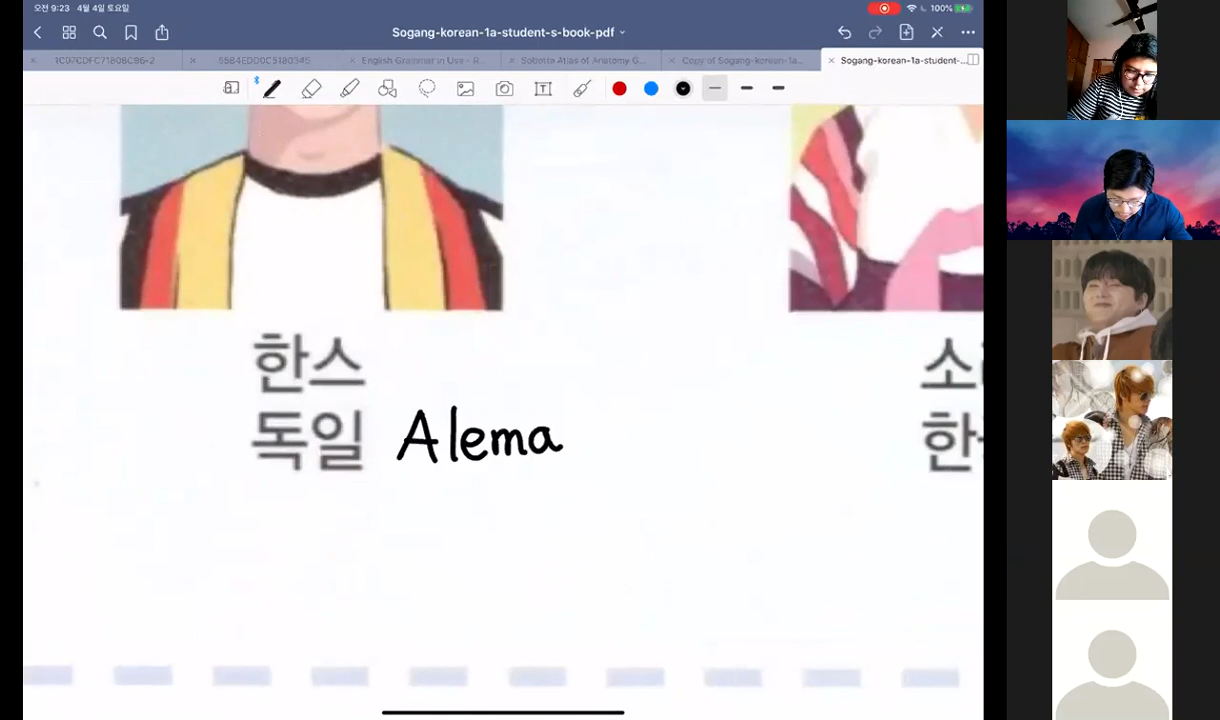 오전 9:23 4월 4일 토요일
100%
Sogang-korean-1a-student-s-book-pdf
English Grammar in Use - R...
Sobotta Atlas of Anatomy G...
Copy of Sogang-korean-1a...
Sogang-korean-1a-student-...
한스
독일 Alema
소
한